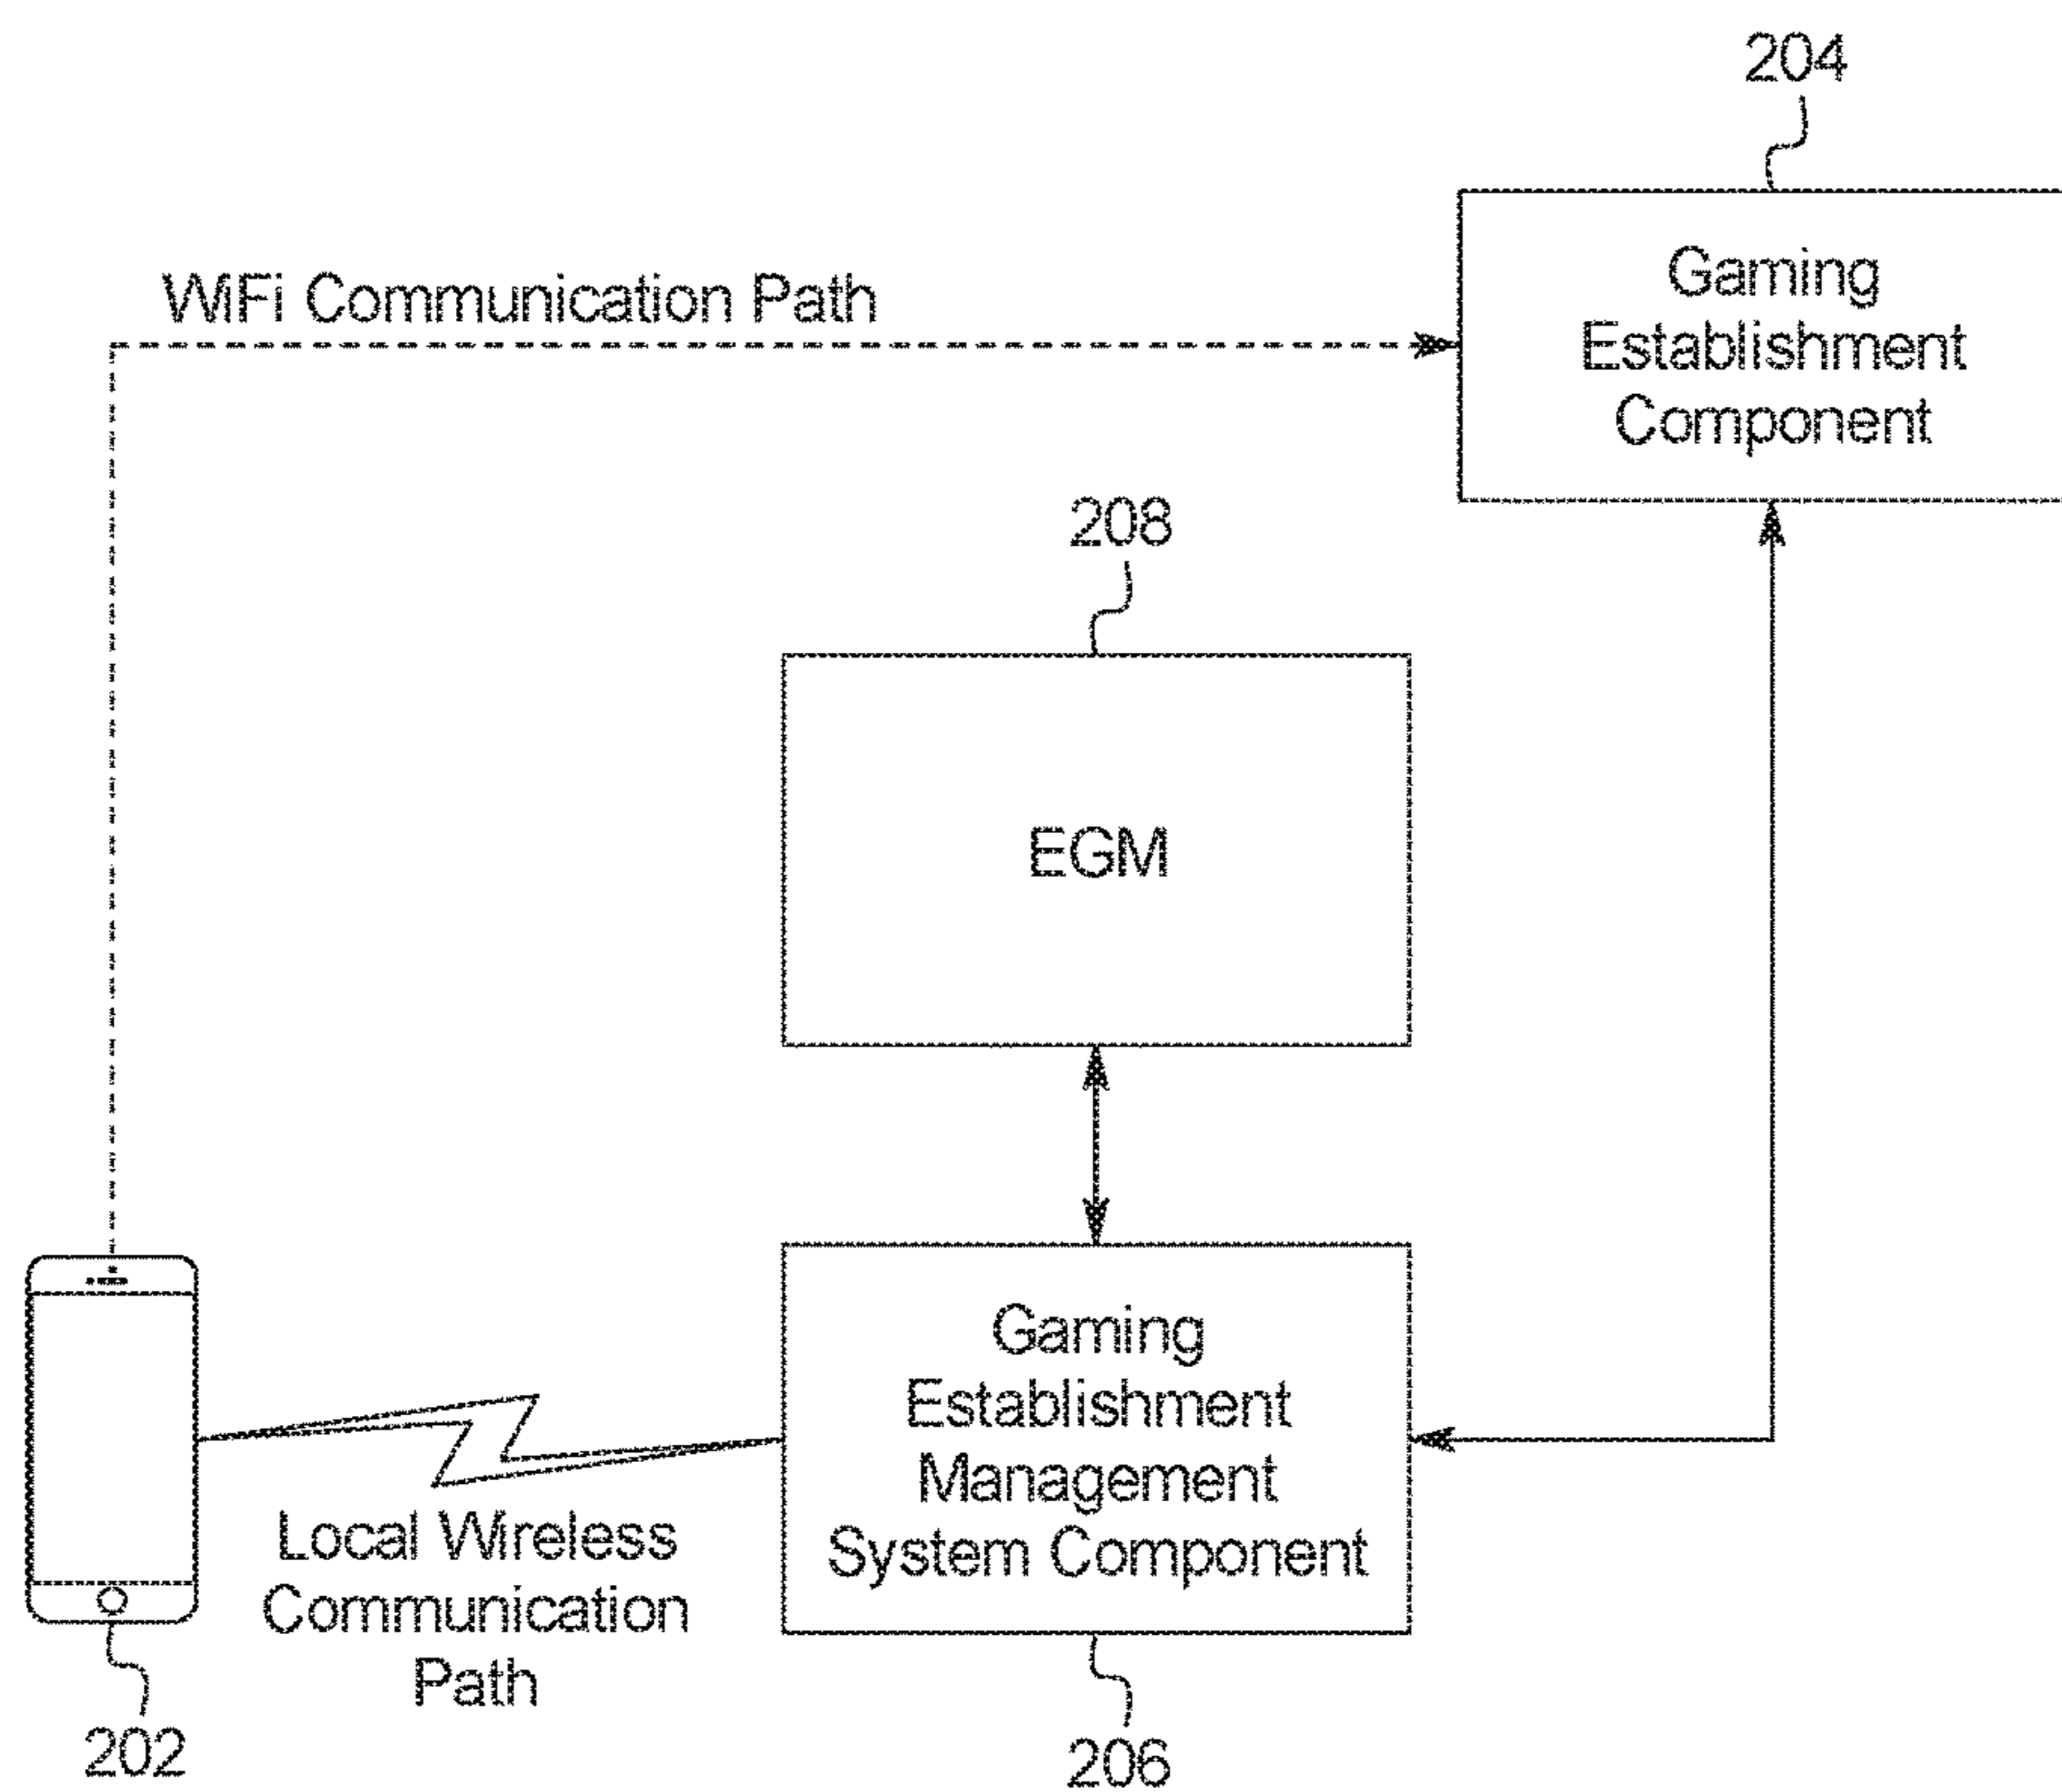 204
WiFi Communication Path
Gaming
Establishment
Component
208
EGM
Gaming
Establishment
Management
System Component
Local Wireless
Communication
Path
202
206